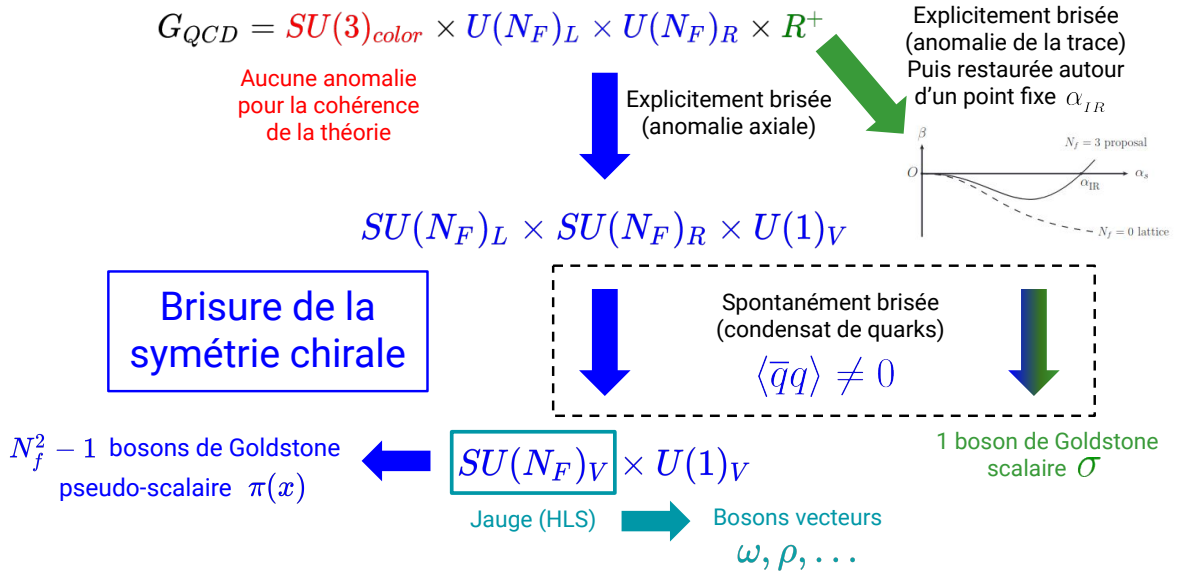 G_{QCD} = SU(3)_{color} × U(N_F)_L × U(N_F)_R × R^+
Aucune anomalie
pour la cohérence
de la théorie
Explicitement brisée
(anomalie axiale)
Explicitement brisée
(anomalie de la trace)
Puis restaurée autour
d'un point fixe α_{IR}
β
N_f = 3 proposal
O
α_s
α_{IR}
N_f = 0 lattice
SU(N_F)_L × SU(N_F)_R × U(1)_V
Brisure de la
symétrie chirale
Spontanément brisée
(condensat de quarks)
⟨q̅q⟩ ≠ 0
N_f^2 − 1 bosons de Goldstone
pseudo-scalaire π(x)
SU(N_F)_V × U(1)_V
1 boson de Goldstone
scalaire σ
Jauge (HLS)
Bosons vecteurs
ω, ρ, . . .